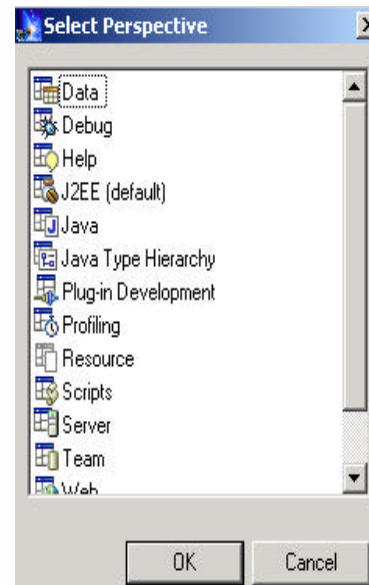 Select Perspective
Data
Debug
Help
J2EE (default)
Java
Java Type Hierarchy
Plug-in Development
Profiling
Resource
Scripts
Server
Team
Web
OK
Cancel